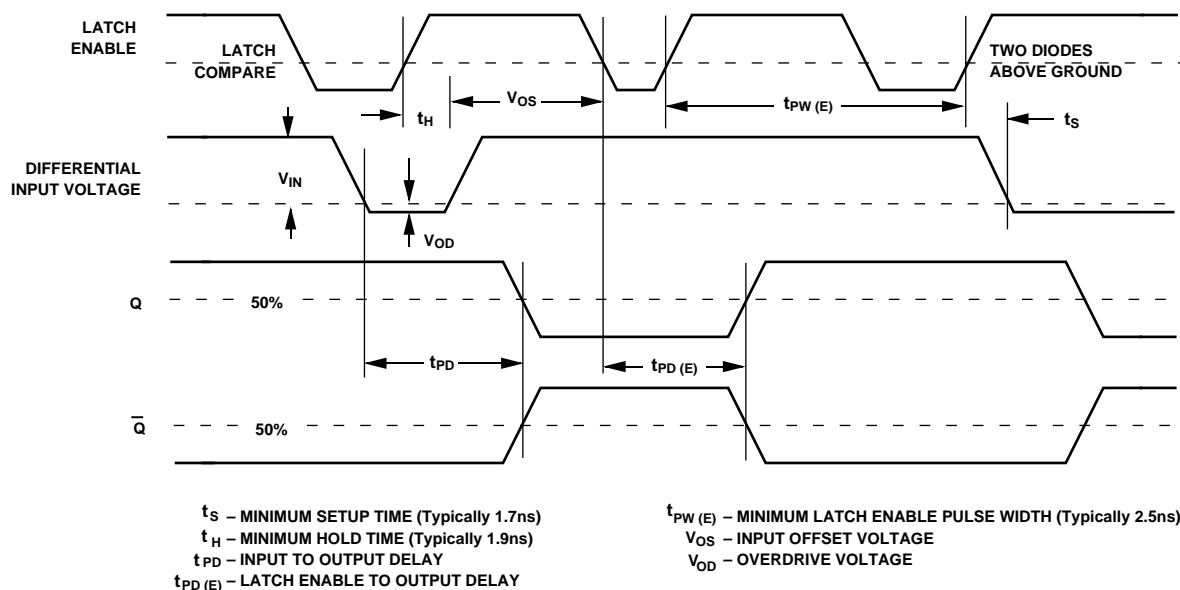 LATCH
ENABLE
LATCH
COMPARE
TWO DIODES
ABOVE GROUND
tH
VOS
tPW (E)
tS
DIFFERENTIAL
INPUT VOLTAGE
VIN
VOD
Q
50%
tPD
tPD (E)
Q̅
50%
tS – MINIMUM SETUP TIME (Typically 1.7ns)
tH – MINIMUM HOLD TIME (Typically 1.9ns)
tPD – INPUT TO OUTPUT DELAY
tPD (E) – LATCH ENABLE TO OUTPUT DELAY
tPW (E) – MINIMUM LATCH ENABLE PULSE WIDTH (Typically 2.5ns)
VOS – INPUT OFFSET VOLTAGE
VOD – OVERDRIVE VOLTAGE